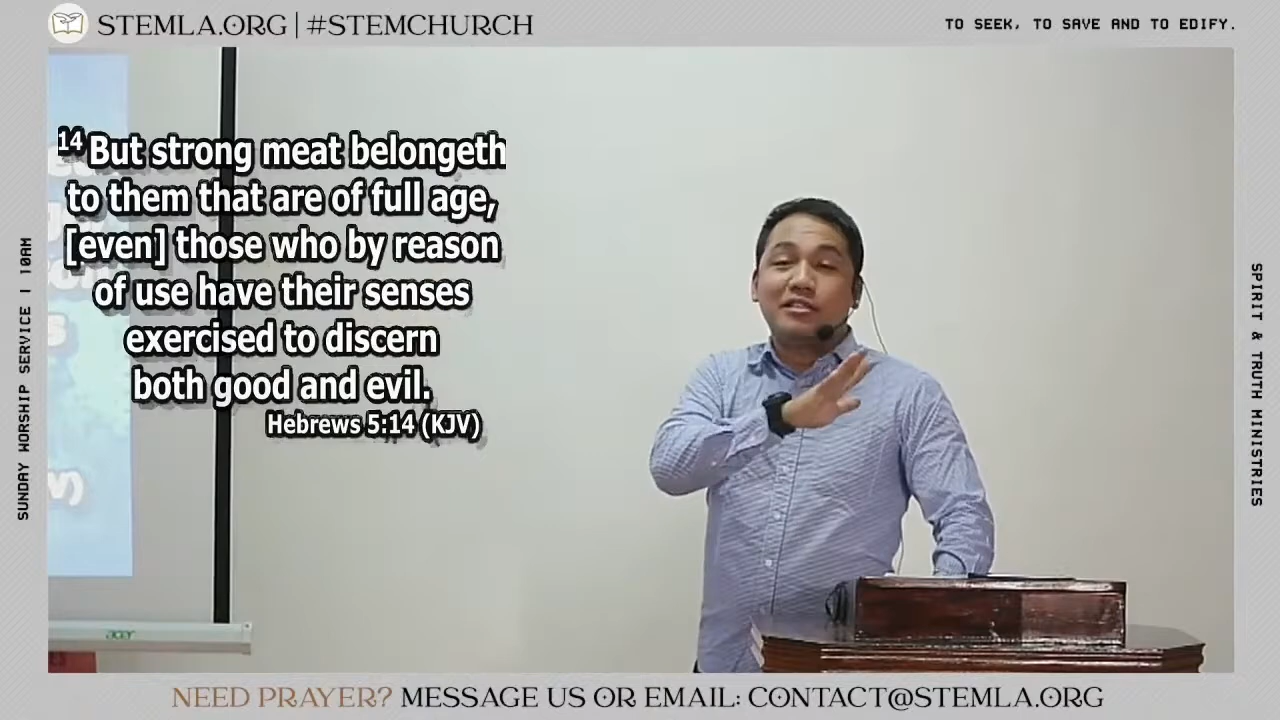 STEMLA.ORG | #STEMCHURCH
TO SEEK, TO SAVE AND TO EDIFY.
14 But strong meat belongeth
to them that are of full age,
[even] those who by reason
of use have their senses
exercised to discern
both good and evil.
Hebrews 5:14 (KJV)
SUNDAY WORSHIP SERVICE | 10AM
SPIRIT & TRUTH MINISTRIES
acer
NEED PRAYER? MESSAGE US OR EMAIL: CONTACT@STEMLA.ORG